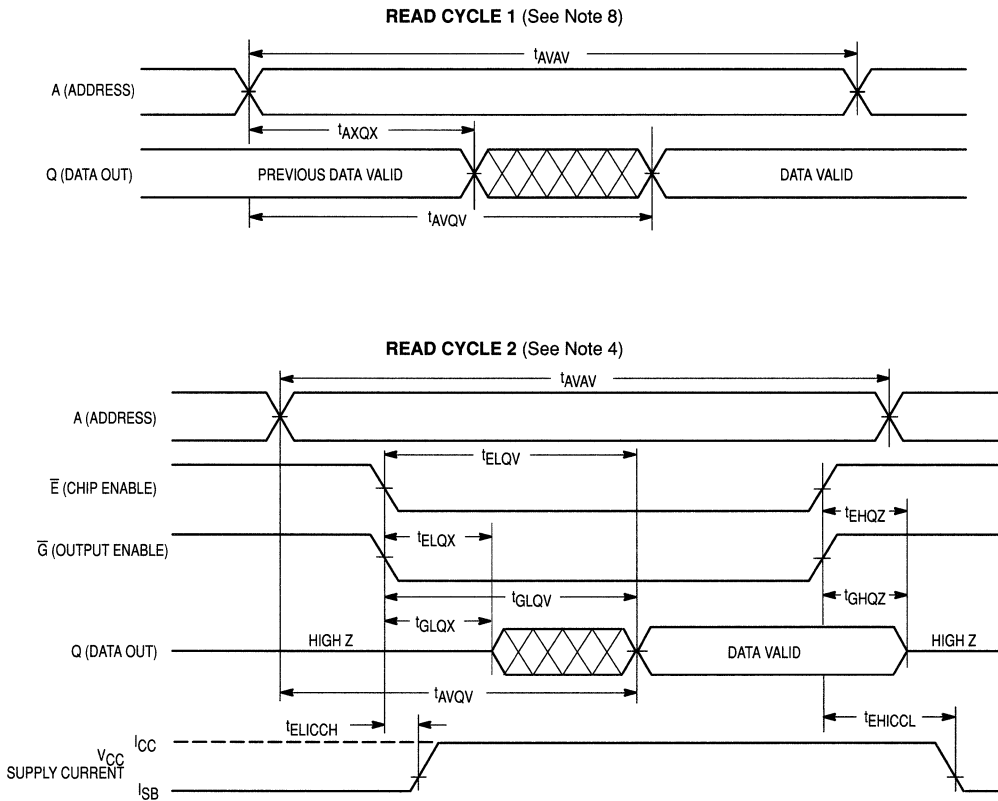 READ CYCLE 1 (See Note 8)
tAVAV
A (ADDRESS)
tAXQX
Q (DATA OUT)
PREVIOUS DATA VALID
DATA VALID
tAVQV
READ CYCLE 2 (See Note 4)
tAVAV
A (ADDRESS)
tELQV
E̅ (CHIP ENABLE)
tEHQZ
tELQX
G̅ (OUTPUT ENABLE)
tGLQV
tGHQZ
tGLQX
HIGH Z
Q (DATA OUT)
DATA VALID
HIGH Z
tAVQV
tELICCH
tEHICCL
ICC
VCC
SUPPLY CURRENT
ISB